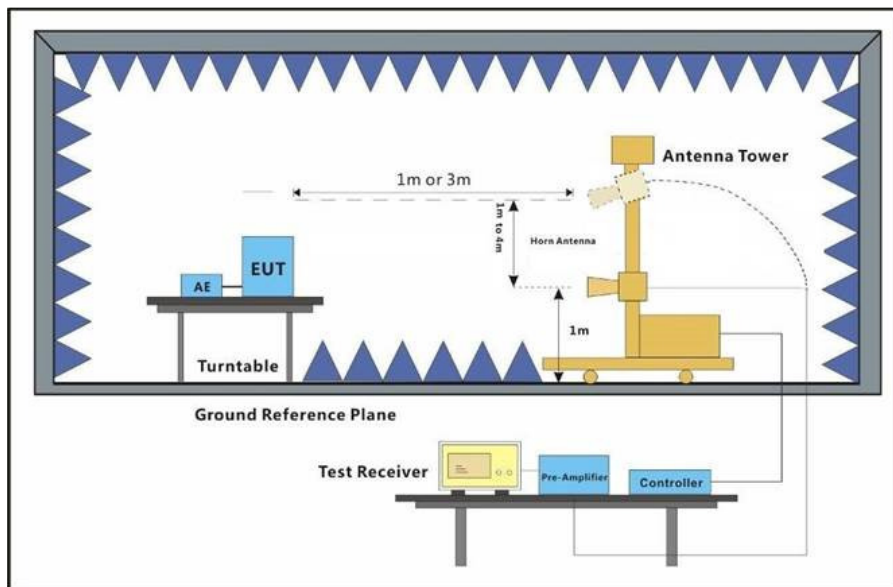 Antenna Tower
1m or 3m
1m to 4m
Horn Antenna
EUT
AE
1m
Turntable
Ground Reference Plane
Test Receiver
Pre-Amplifier
Controller